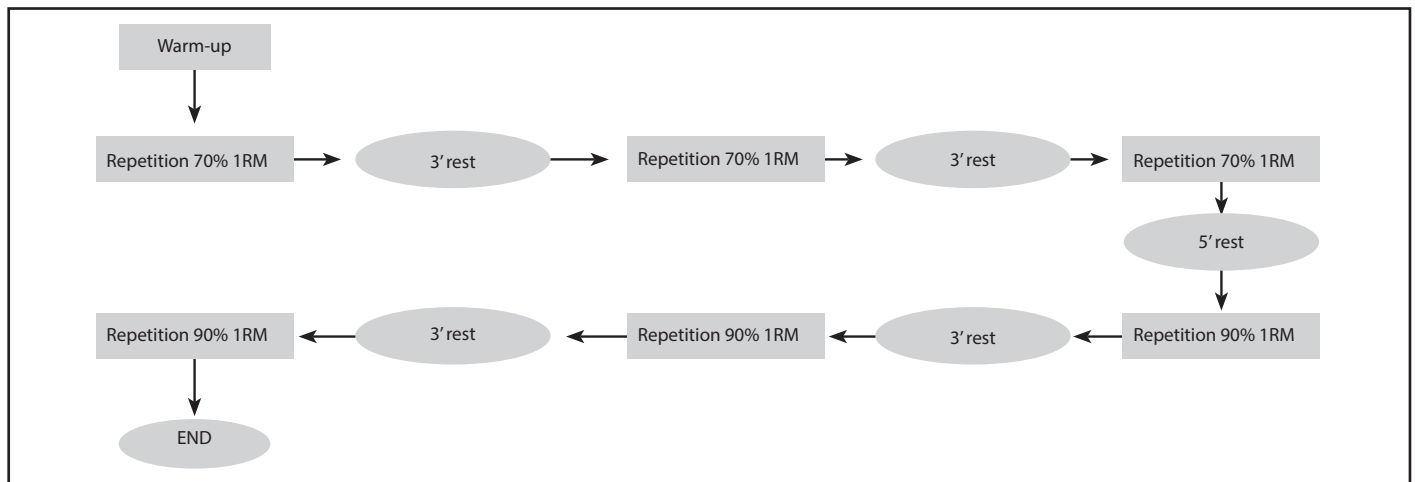 Warm-up
Repetition 70% 1RM
3’ rest
Repetition 70% 1RM
3’ rest
Repetition 70% 1RM
5’ rest
Repetition 90% 1RM
3’ rest
Repetition 90% 1RM
3’ rest
Repetition 90% 1RM
END